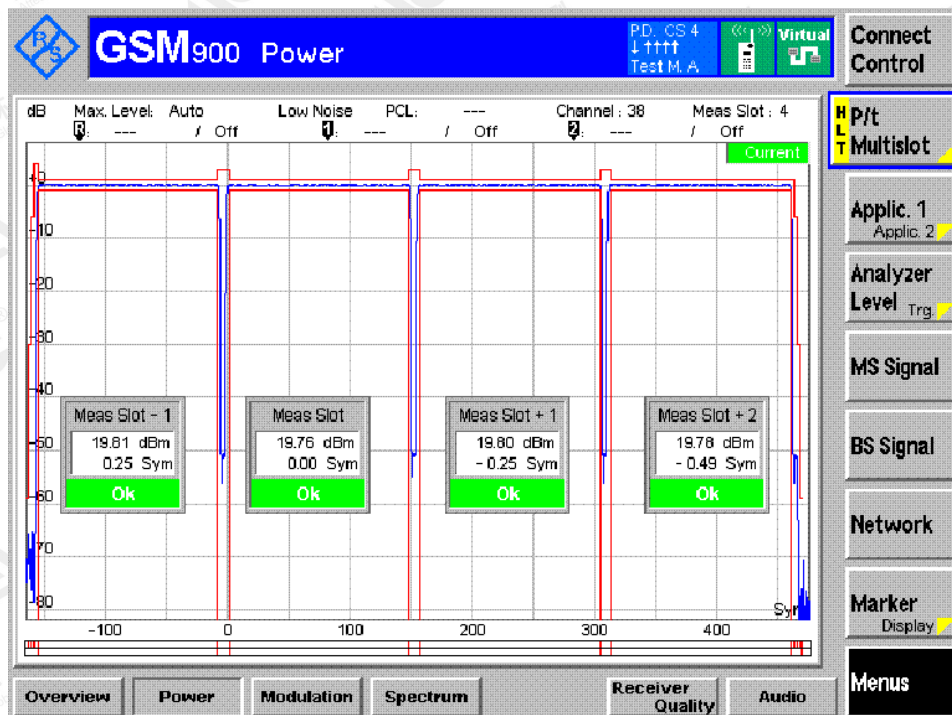 R&S
GSM900 Power
PD. CS 4
↓↑↑↑↑
Test M. A.
Virtual
Connect
Control
dB Max. Level: Auto Low Noise PCL: --- Channel : 38 Meas Slot : 4
R: --- / Off 1: --- / Off 2: --- / Off
HLT
P/t
Multislot
Current
+0
-10
-20
-30
-40
-50
-60
-70
-80
Meas Slot - 1
19.81 dBm
0.25 Sym
Ok
Meas Slot
19.76 dBm
0.00 Sym
Ok
Meas Slot + 1
19.80 dBm
- 0.25 Sym
Ok
Meas Slot + 2
19.78 dBm
- 0.49 Sym
Ok
Sym
-100 0 100 200 300 400
Applic. 1
Applic. 2
Analyzer
Level Trg.
MS Signal
BS Signal
Network
Marker
Display
Menus
Overview Power Modulation Spectrum Receiver Quality Audio